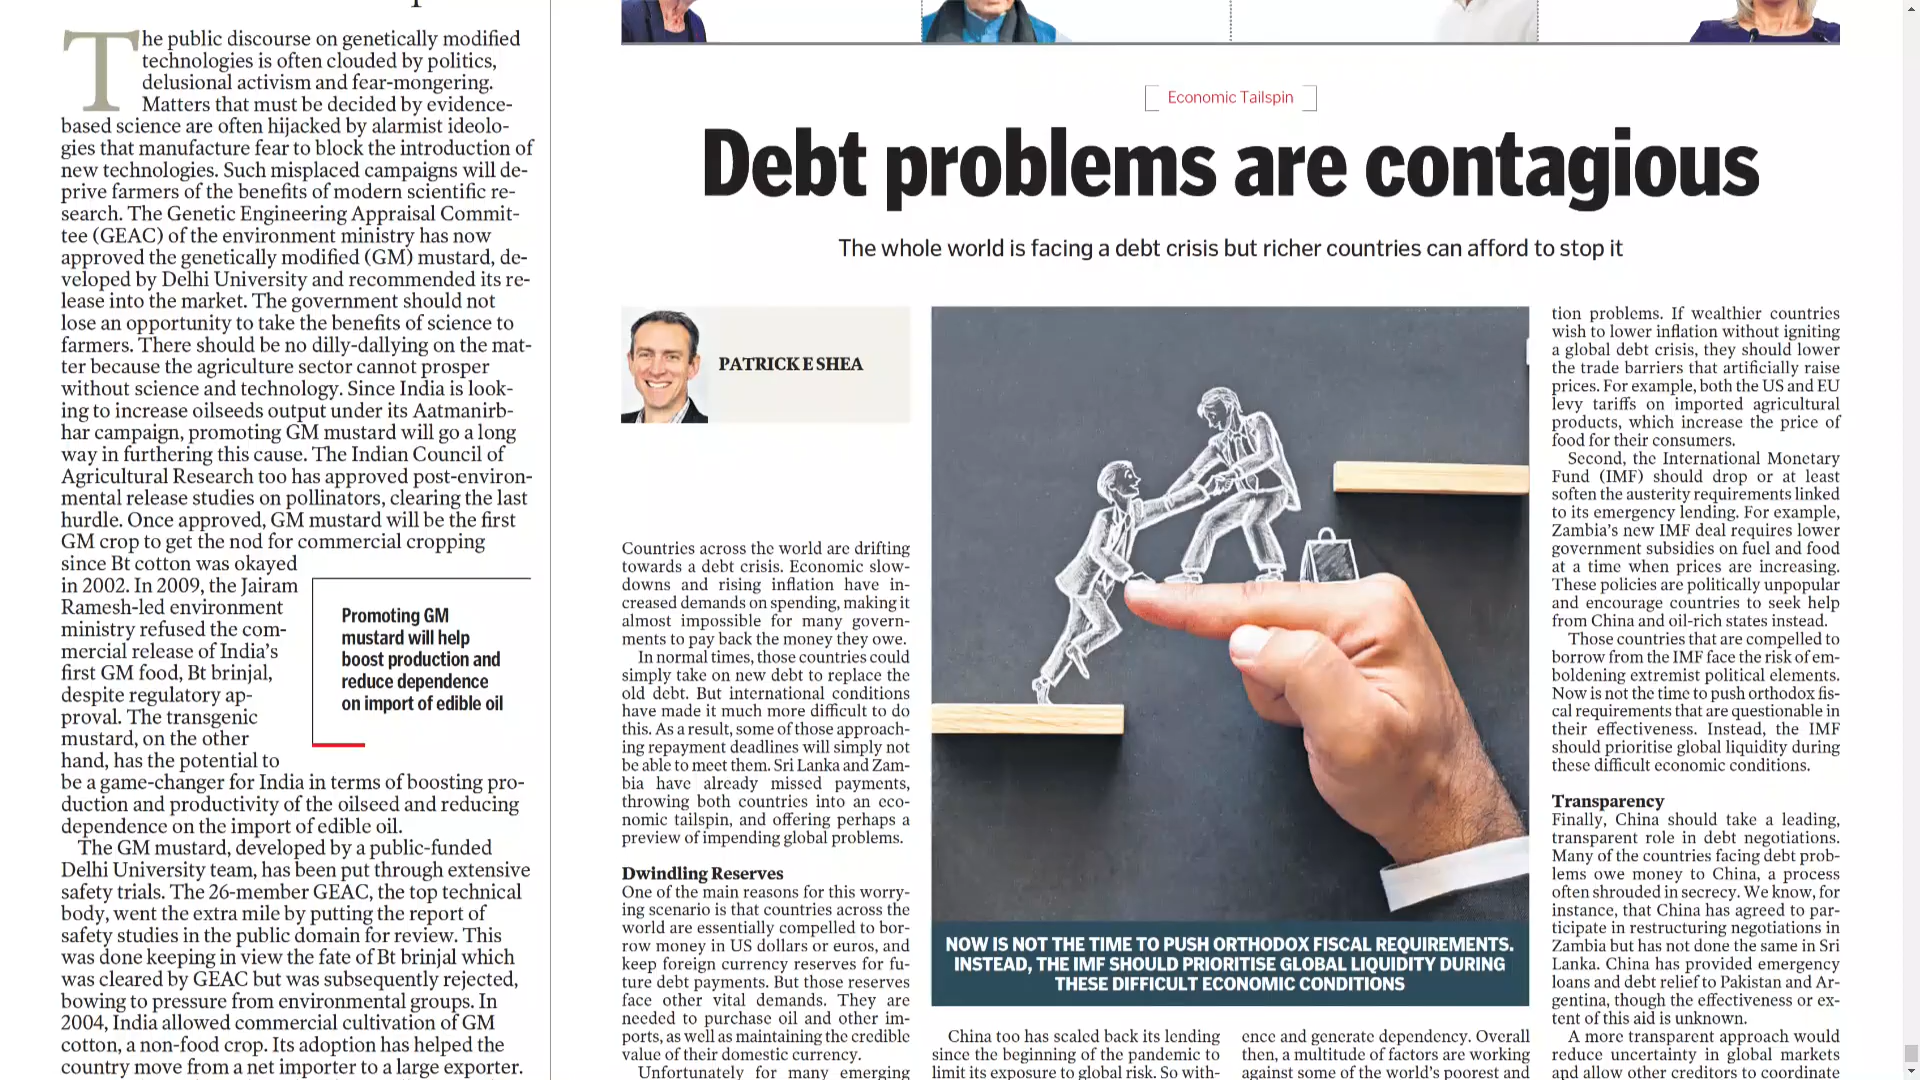 The public discourse on genetically modified
technologies is often clouded by politics,
delusional activism and fear-mongering.
Matters that must be decided by evidence-
based science are often hijacked by alarmist ideolo-
gies that manufacture fear to block the introduction of
new technologies. Such misplaced campaigns will de-
prive farmers of the benefits of modern scientific re-
search. The Genetic Engineering Appraisal Commit-
tee (GEAC) of the environment ministry has now
approved the genetically modified (GM) mustard, de-
veloped by Delhi University and recommended its re-
lease into the market. The government should not
lose an opportunity to take the benefits of science to
farmers. There should be no dilly-dallying on the mat-
ter because the agriculture sector cannot prosper
without science and technology. Since India is look-
ing to increase oilseeds output under its Aatmanirb-
har campaign, promoting GM mustard will go a long
way in furthering this cause. The Indian Council of
Agricultural Research too has approved post-environ-
mental release studies on pollinators, clearing the last
hurdle. Once approved, GM mustard will be the first
GM crop to get the nod for commercial cropping
since Bt cotton was okayed
in 2002. In 2009, the Jairam
Ramesh-led environment
ministry refused the com-
mercial release of India's
first GM food, Bt brinjal,
despite regulatory ap-
proval. The transgenic
mustard, on the other
hand, has the potential to
be a game-changer for India in terms of boosting pro-
duction and productivity of the oilseed and reducing
dependence on the import of edible oil.
The GM mustard, developed by a public-funded
Delhi University team, has been put through extensive
safety trials. The 26-member GEAC, the top technical
body, went the extra mile by putting the report of
safety studies in the public domain for review. This
was done keeping in view the fate of Bt brinjal which
was cleared by GEAC but was subsequently rejected,
bowing to pressure from environmental groups. In
2004, India allowed commercial cultivation of GM
cotton, a non-food crop. Its adoption has helped the
country move from a net importer to a large exporter.
Promoting GM
mustard will help
boost production and
reduce dependence
on import of edible oil
Economic Tailspin
Debt problems are contagious
The whole world is facing a debt crisis but richer countries can afford to stop it
PATRICK E SHEA
Countries across the world are drifting
towards a debt crisis. Economic slow-
downs and rising inflation have in-
creased demands on spending, making it
almost impossible for many govern-
ments to pay back the money they owe.
In normal times, those countries could
simply take on new debt to replace the
old debt. But international conditions
have made it much more difficult to do
this. As a result, some of those approach-
ing repayment deadlines will simply not
be able to meet them. Sri Lanka and Zam-
bia have already missed payments,
throwing both countries into an eco-
nomic tailspin, and offering perhaps a
preview of impending global problems.
Dwindling Reserves
One of the main reasons for this worry-
ing scenario is that countries across the
world are essentially compelled to bor-
row money in US dollars or euros, and
keep foreign currency reserves for fu-
ture debt payments. But those reserves
face other vital demands. They are
needed to purchase oil and other im-
ports, as well as maintaining the credible
value of their domestic currency.
Unfortunately for many emerging
NOW IS NOT THE TIME TO PUSH ORTHODOX FISCAL REQUIREMENTS.
INSTEAD, THE IMF SHOULD PRIORITISE GLOBAL LIQUIDITY DURING
THESE DIFFICULT ECONOMIC CONDITIONS
China too has scaled back its lending
since the beginning of the pandemic to
limit its exposure to global risk. So with-
ence and generate dependency. Overall
then, a multitude of factors are working
against some of the world's poorest and
tion problems. If wealthier countries
wish to lower inflation without igniting
a global debt crisis, they should lower
the trade barriers that artificially raise
prices. For example, both the US and EU
levy tariffs on imported agricultural
products, which increase the price of
food for their consumers.
Second, the International Monetary
Fund (IMF) should drop or at least
soften the austerity requirements linked
to its emergency lending. For example,
Zambia's new IMF deal requires lower
government subsidies on fuel and food
at a time when prices are increasing.
These policies are politically unpopular
and encourage countries to seek help
from China and oil-rich states instead.
Those countries that are compelled to
borrow from the IMF face the risk of em-
boldening extremist political elements.
Now is not the time to push orthodox fis-
cal requirements that are questionable in
their effectiveness. Instead, the IMF
should prioritise global liquidity during
these difficult economic conditions.
Transparency
Finally, China should take a leading,
transparent role in debt negotiations.
Many of the countries facing debt prob-
lems owe money to China, a process
often shrouded in secrecy. We know, for
instance, that China has agreed to par-
ticipate in restructuring negotiations in
Zambia but has not done the same in Sri
Lanka. China has provided emergency
loans and debt relief to Pakistan and Ar-
gentina, though the effectiveness or ex-
tent of this aid is unknown.
A more transparent approach would
reduce uncertainty in global markets
and allow other creditors to coordinate